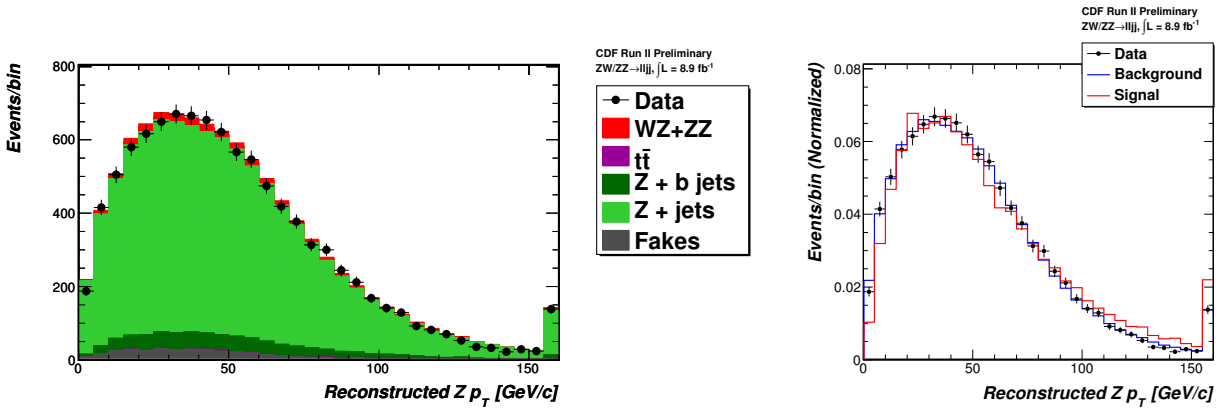 CDF Run II Preliminary
ZW/ZZ→lljj, ∫L = 8.9 fb⁻¹
Events/bin
800
600
400
200
0
0 50 100 150
Reconstructed Z p_T [GeV/c]
Data
WZ+ZZ
tt̄
Z + b jets
Z + jets
Fakes
CDF Run II Preliminary
ZW/ZZ→lljj, ∫L = 8.9 fb⁻¹
Data
Background
Signal
Events/bin (Normalized)
0.08
0.06
0.04
0.02
0.00
0 50 100 150
Reconstructed Z p_T [GeV/c]